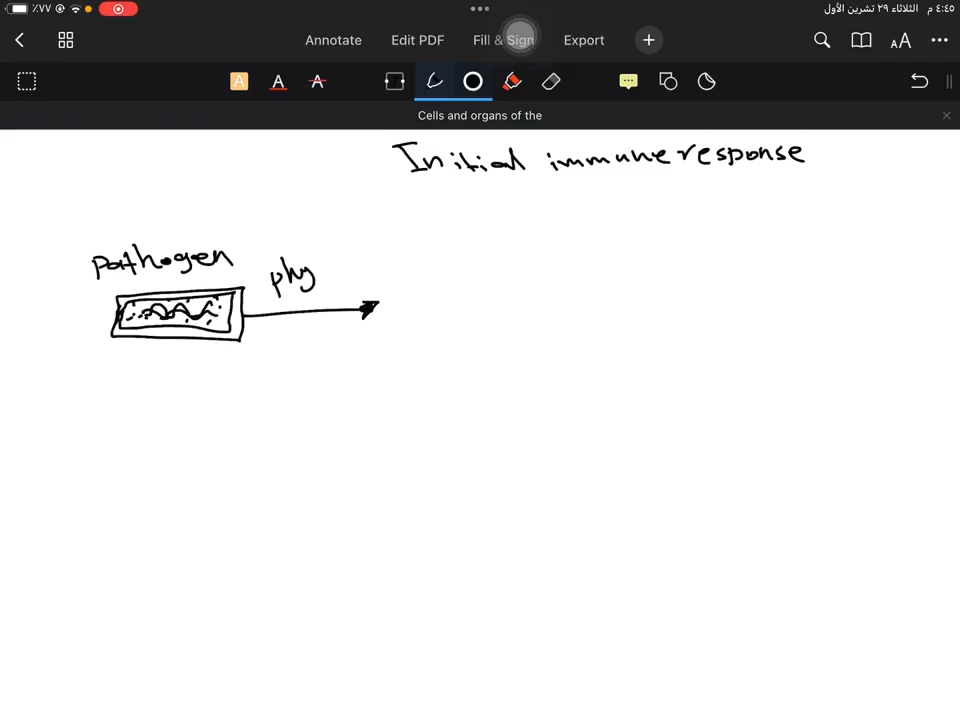 ٤:٤٥ م الثلاثاء ٢٩ تشرين الأول ٪٧٧
Annotate Edit PDF Fill & Sign Export
AA
A A A
Cells and organs of the
Initial immune response
pathogen
phy